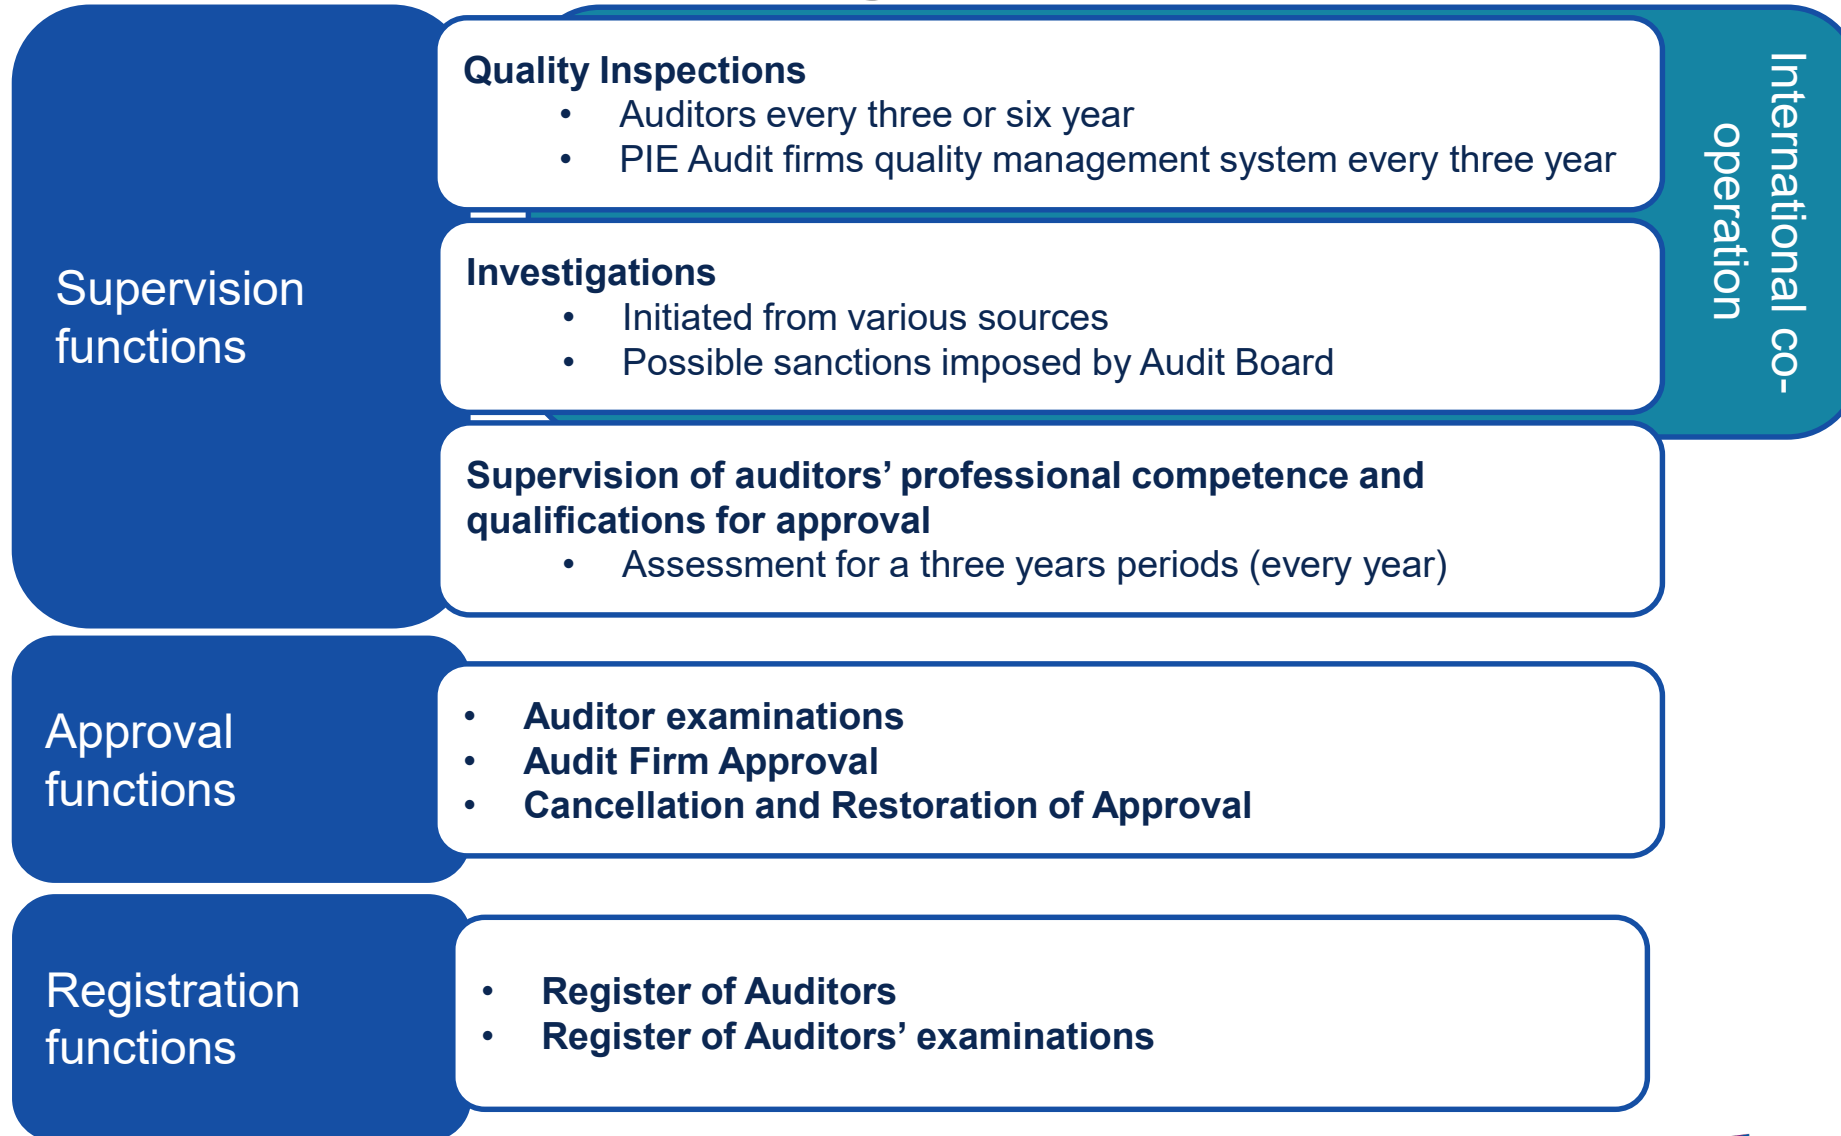 Supervision
functions
Quality Inspections
• Auditors every three or six year
• PIE Audit firms quality management system every three year
Investigations
• Initiated from various sources
• Possible sanctions imposed by Audit Board
Supervision of auditors’ professional competence and
qualifications for approval
• Assessment for a three years periods (every year)
International co-
operation
Approval
functions
• Auditor examinations
• Audit Firm Approval
• Cancellation and Restoration of Approval
Registration
functions
• Register of Auditors
• Register of Auditors’ examinations